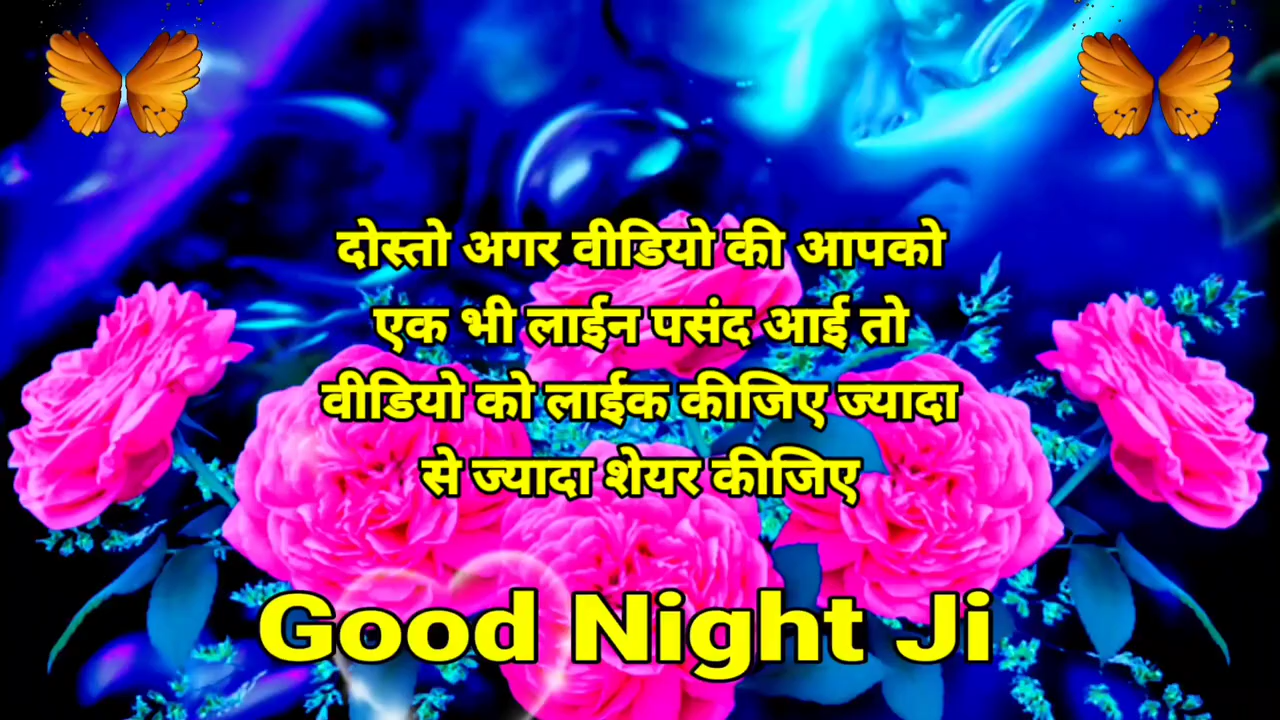 दोस्तो अगर वीडियो की आपको
एक भी लाईन पसंद आई तो
वीडियो को लाईक कीजिए ज्यादा
से ज्यादा शेयर कीजिए
Good Night Ji